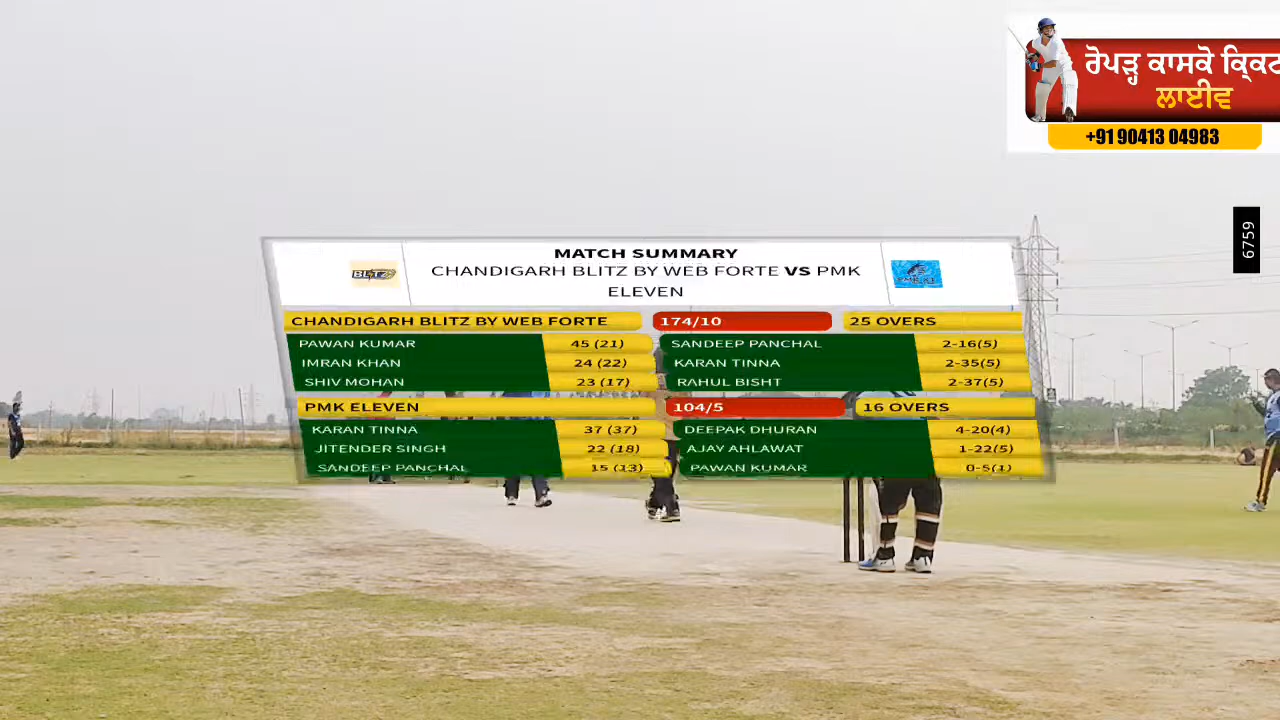 ਰੋਪੜ੍ਹ ਕਾਸਕੋ ਕ੍ਰਿਕਟ
ਲਾਈਵ
+91 90413 04983
6759
MATCH SUMMARY
BLITZ
CHANDIGARH BLITZ BY WEB FORTE VS PMK
ELEVEN
CHANDIGARH BLITZ BY WEB FORTE 174/10 25 OVERS
PAWAN KUMAR 45 (21) SANDEEP PANCHAL 2-16(5)
IMRAN KHAN 24 (22) KARAN TINNA 2-35(5)
SHIV MOHAN 23 (17) RAHUL BISHT 2-37(5)
PMK ELEVEN 104/5 16 OVERS
KARAN TINNA 37 (37) DEEPAK DHURAN 4-20(4)
JITENDER SINGH 22 (18) AJAY AHLAWAT 1-22(5)
SANDEEP PANCHAL 15 (13) PAWAN KUMAR 0-5(1)